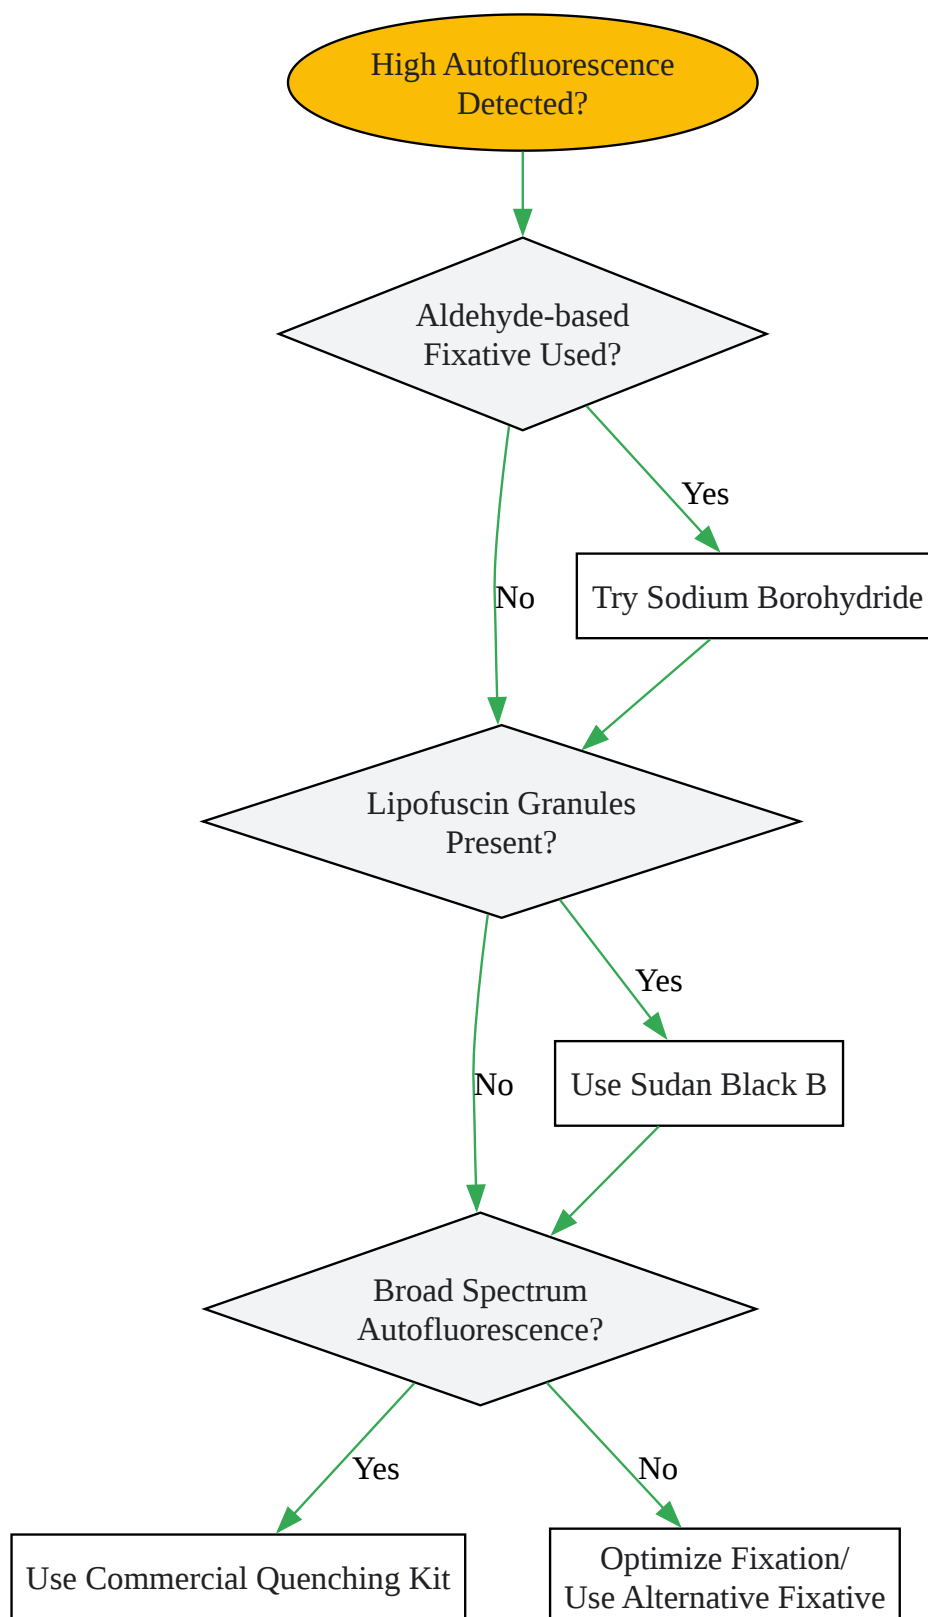 High Autofluorescence
Detected?
Aldehyde-based
Fixative Used?
Yes
No
Try Sodium Borohydride
Lipofuscin Granules
Present?
Yes
No
Use Sudan Black B
Broad Spectrum
Autofluorescence?
Yes
No
Use Commercial Quenching Kit
Optimize Fixation/
Use Alternative Fixative